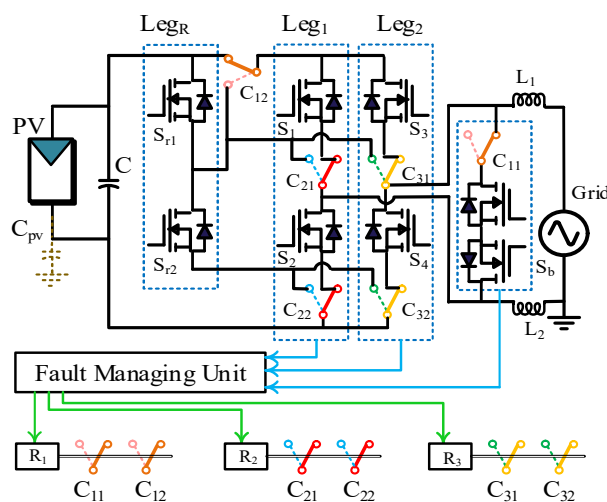 Leg_R Leg_1 Leg_2
C_12
L_1
PV
S_r1 S_1 S_3
C
C_21 C_31 C_11
Grid
C_pv
S_r2 S_2 S_4 S_b
C_22 C_32
L_2
Fault Managing Unit
R_1 R_2 R_3
C_11 C_12 C_21 C_22 C_31 C_32